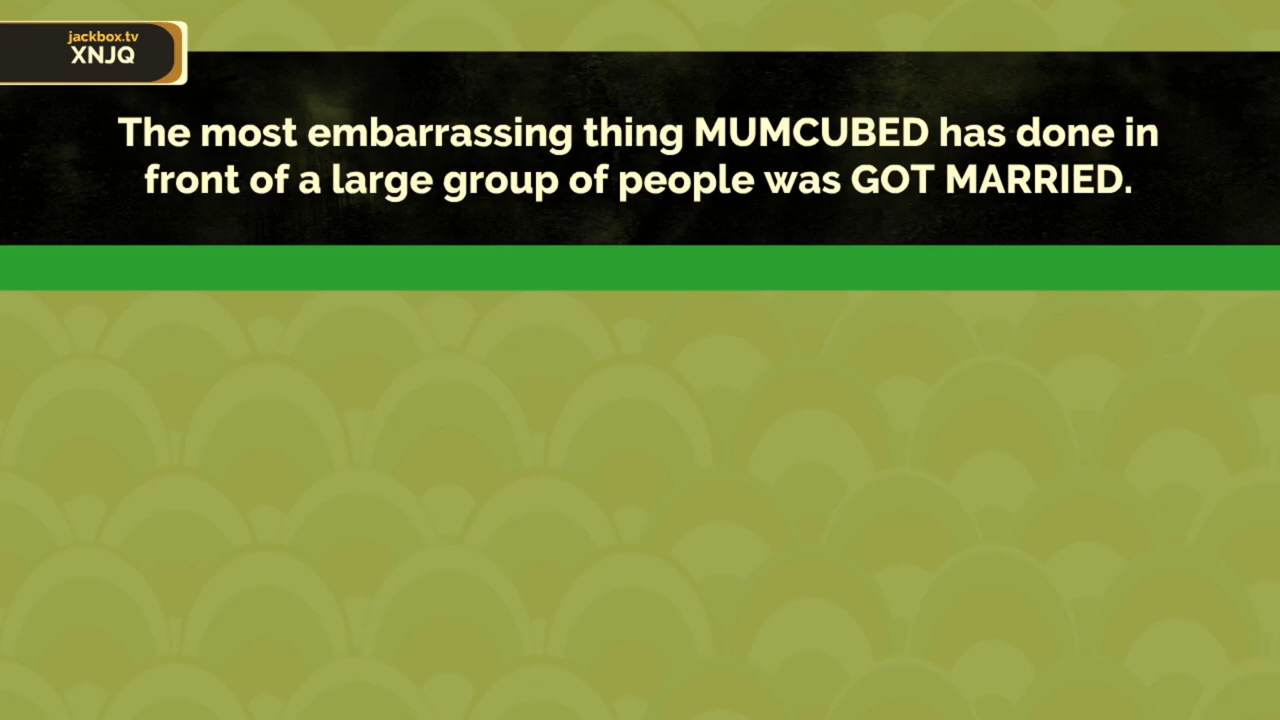 jackbox.tv
XNJQ
The most embarrassing thing MUMCUBED has done in
front of a large group of people was GOT MARRIED.